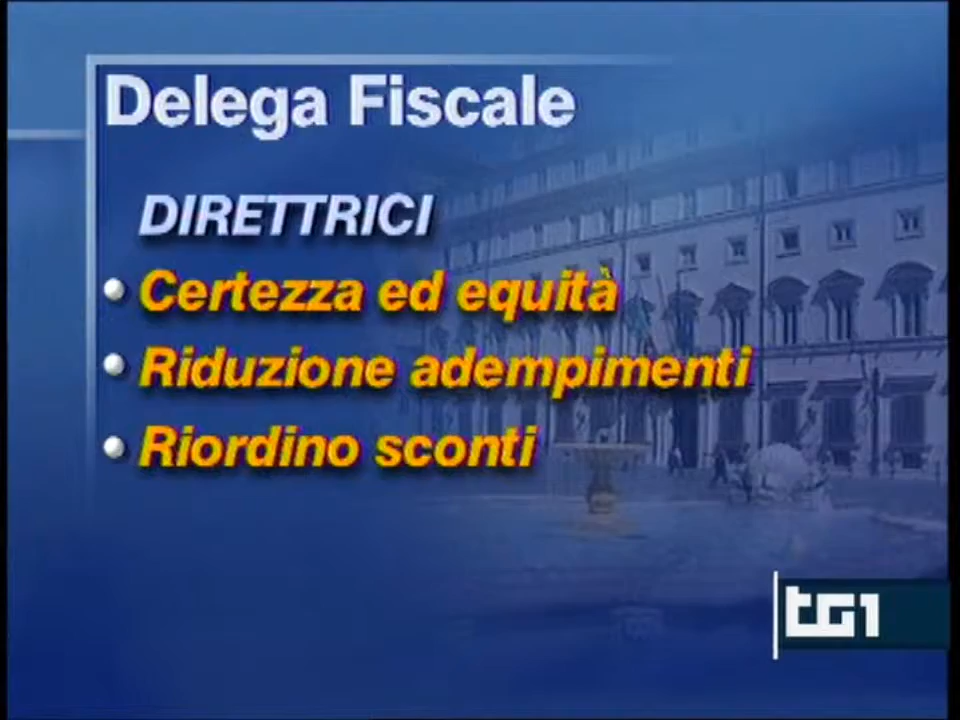 Delega Fiscale
DIRETTRICI
Certezza ed equità
Riduzione adempimenti
Riordino sconti
tG1